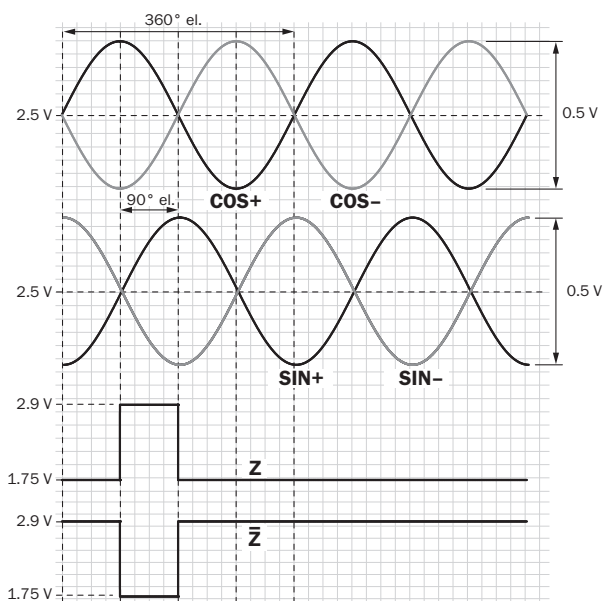 360° el.
2.5 V
0.5 V
90° el.
COS+
COS–
2.5 V
0.5 V
SIN+
SIN–
2.9 V
Z
1.75 V
2.9 V
Z̅
1.75 V